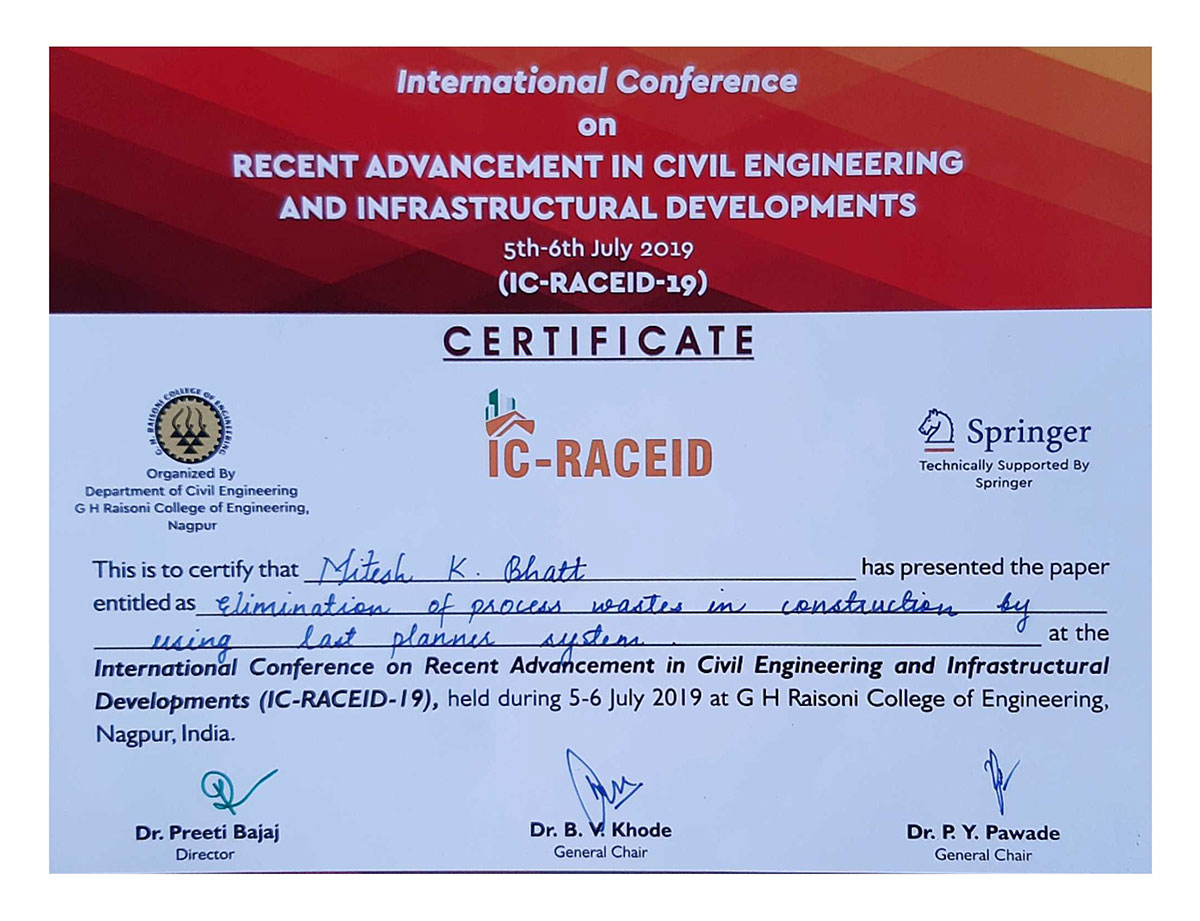 International Conference
on
RECENT ADVANCEMENT IN CIVIL ENGINEERING
AND INFRASTRUCTURAL DEVELOPMENTS
5th-6th July 2019
(IC-RACEID-19)
CERTIFICATE
G. H. RAISONI COLLEGE OF ENGINEERING
Organized By
Department of Civil Engineering
G H Raisoni College of Engineering,
Nagpur
IC-RACEID
Springer
Technically Supported By
Springer
This is to certify that Mitesh K. Bhatt has presented the paper
entitled as Elimination of process wastes in construction by
using last planner system. at the
International Conference on Recent Advancement in Civil Engineering and Infrastructural
Developments (IC-RACEID-19), held during 5-6 July 2019 at G H Raisoni College of Engineering,
Nagpur, India.
Dr. Preeti Bajaj
Director
Dr. B. V. Khode
General Chair
Dr. P. Y. Pawade
General Chair